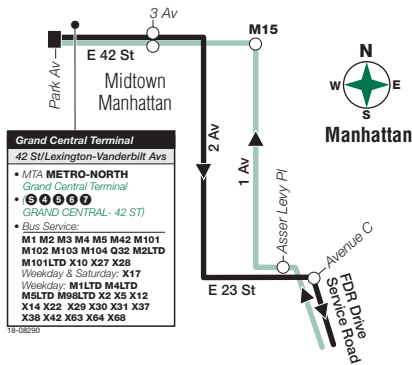 3 Av
M15
E 42 St
Park Av
Midtown
Manhattan
N
W
E
S
Manhattan
2 Av
1 Av
Asser Levy Pl
Avenue C
E 23 St
FDR Drive
Service Road
Grand Central Terminal
42 St/Lexington-Vanderbilt Avs
• MTA METRO-NORTH
Grand Central Terminal
• (S 4 5 6 7
GRAND CENTRAL- 42 ST)
• Bus Service:
M1 M2 M3 M4 M5 M42 M101
M102 M103 M104 Q32 M2LTD
M101LTD X10 X27 X28
Weekday & Saturday: X17
Weekday: M1LTD M4LTD
M5LTD M98LTD X2 X5 X12
X14 X22 X29 X30 X31 X37
X38 X42 X63 X64 X68
18-08290